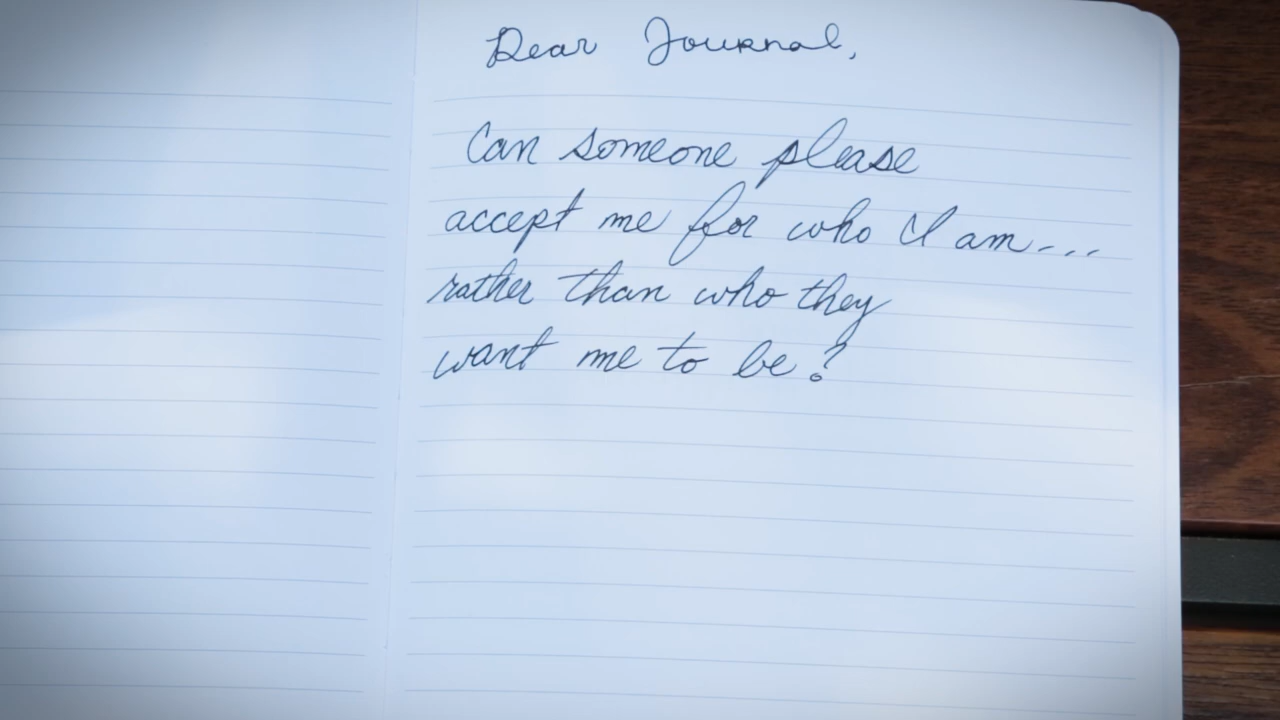 Dear Journal,
Can someone please
accept me for who I am...
rather than who they
want me to be?